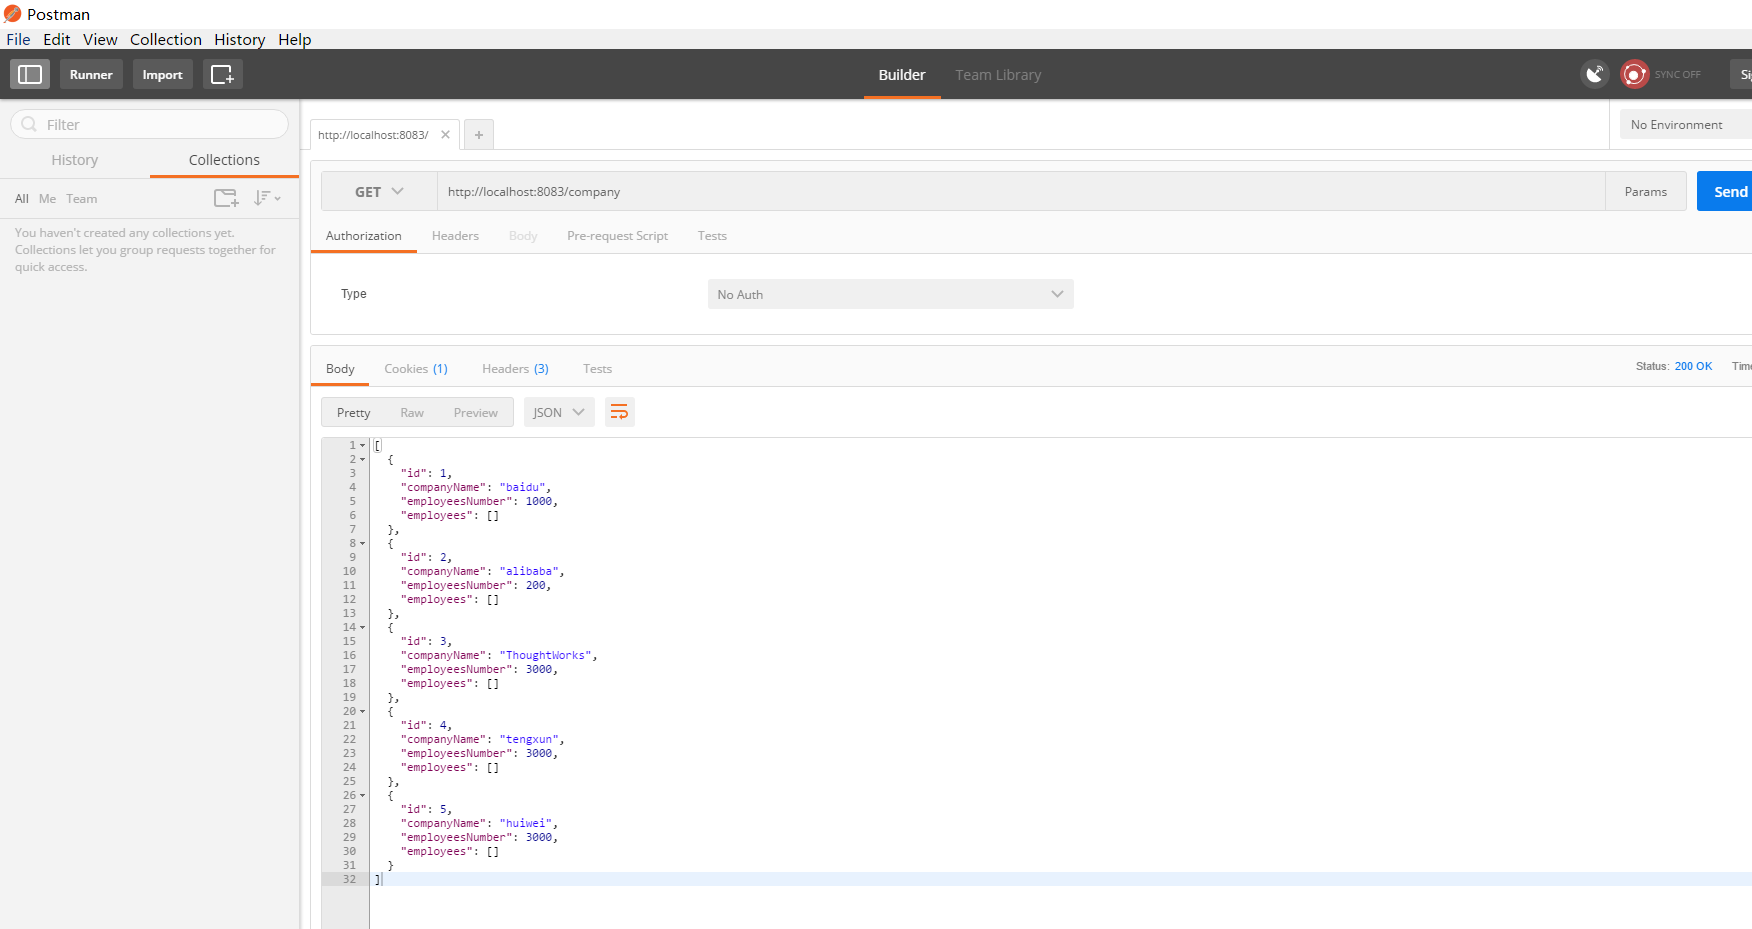 Postman
File Edit View Collection History Help
Runner Import Builder Team Library SYNC OFF
Filter
History Collections
All Me Team
You haven't created any collections yet.
Collections let you group requests together for
quick access.
http://localhost:8083/ × + No Environment
GET http://localhost:8083/company Params Send
Authorization Headers Body Pre-request Script Tests
Type No Auth
Body Cookies (1) Headers (3) Tests Status: 200 OK
Pretty Raw Preview JSON
1 [
2 {
3 "id": 1,
4 "companyName": "baidu",
5 "employeesNumber": 1000,
6 "employees": []
7 },
8 {
9 "id": 2,
10 "companyName": "alibaba",
11 "employeesNumber": 200,
12 "employees": []
13 },
14 {
15 "id": 3,
16 "companyName": "ThoughtWorks",
17 "employeesNumber": 3000,
18 "employees": []
19 },
20 {
21 "id": 4,
22 "companyName": "tengxun",
23 "employeesNumber": 3000,
24 "employees": []
25 },
26 {
27 "id": 5,
28 "companyName": "huiwei",
29 "employeesNumber": 3000,
30 "employees": []
31 }
32 ]